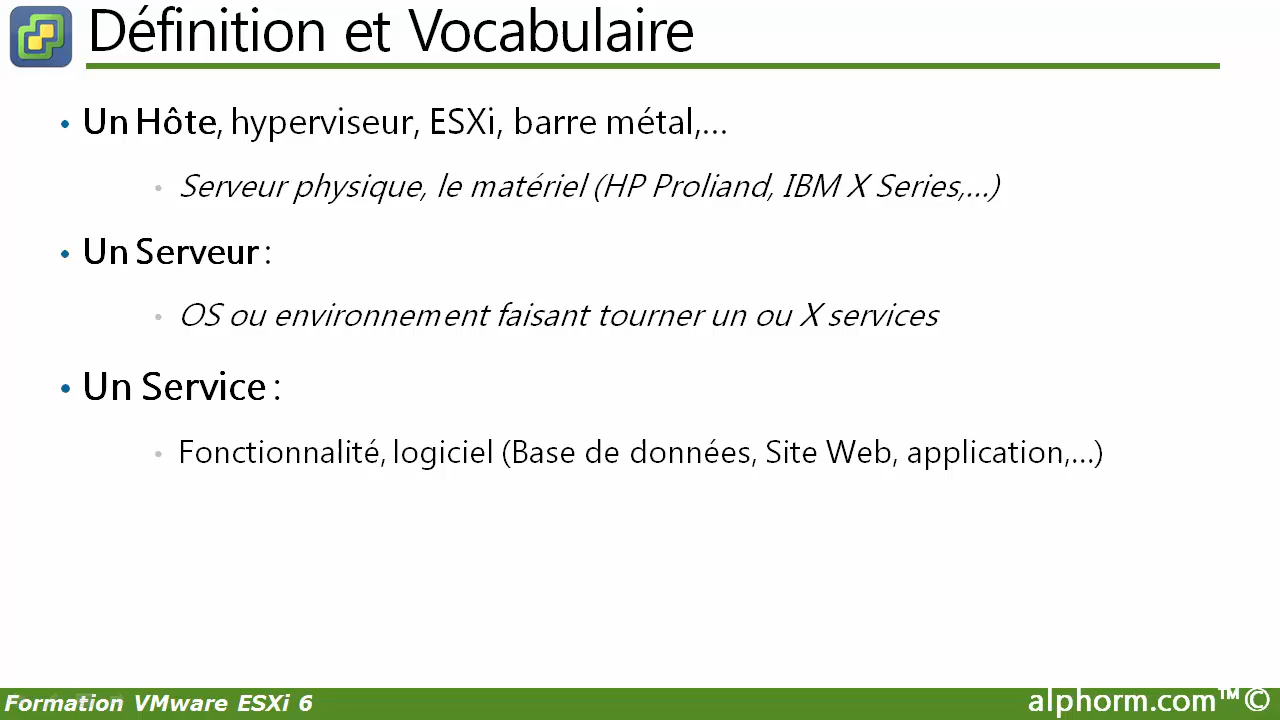 Définition et Vocabulaire
• Un Hôte, hyperviseur, ESXi, barre métal,...
• Serveur physique, le matériel (HP Proliand, IBM X Series,...)
• Un Serveur :
• OS ou environnement faisant tourner un ou X services
• Un Service :
• Fonctionnalité, logiciel (Base de données, Site Web, application,...)
Formation VMware ESXi 6
alphorm.com™©